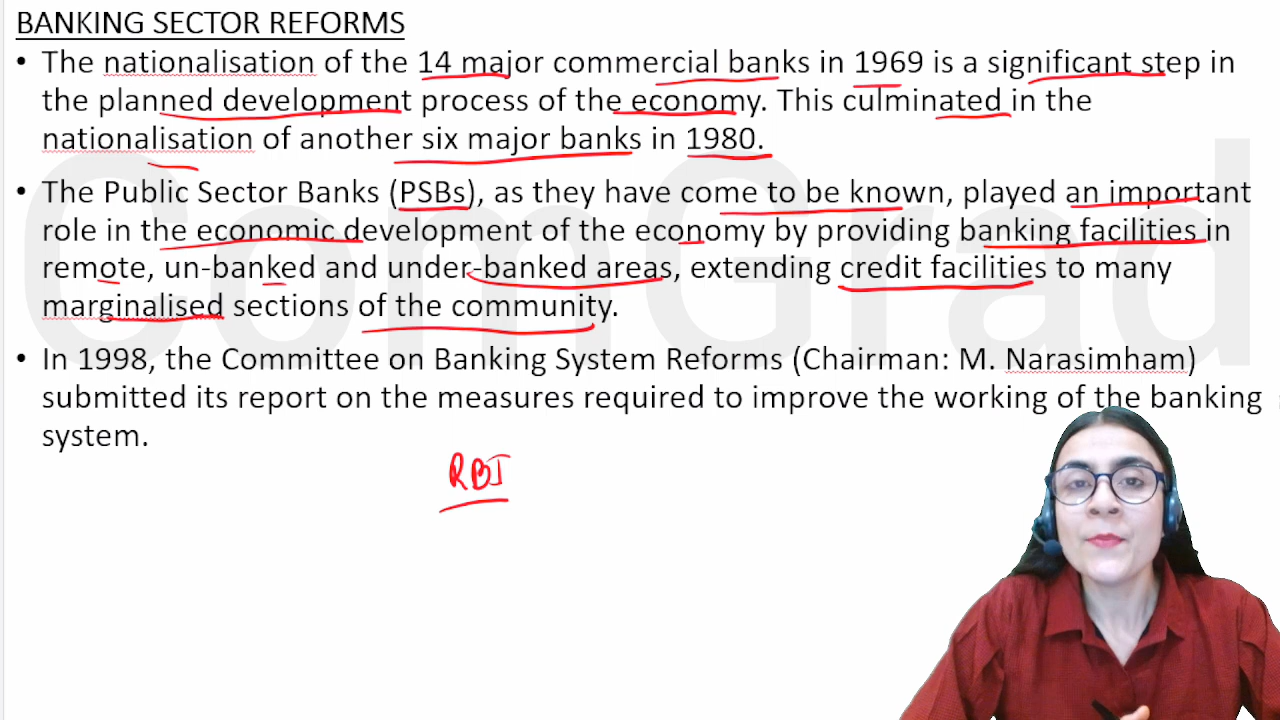 BANKING SECTOR REFORMS
• The nationalisation of the 14 major commercial banks in 1969 is a significant step in
the planned development process of the economy. This culminated in the
nationalisation of another six major banks in 1980.
• The Public Sector Banks (PSBs), as they have come to be known, played an important
role in the economic development of the economy by providing banking facilities in
remote, un-banked and under-banked areas, extending credit facilities to many
marginalised sections of the community.
• In 1998, the Committee on Banking System Reforms (Chairman: M. Narasimham)
submitted its report on the measures required to improve the working of the banking
system.
RBI
ComGrad